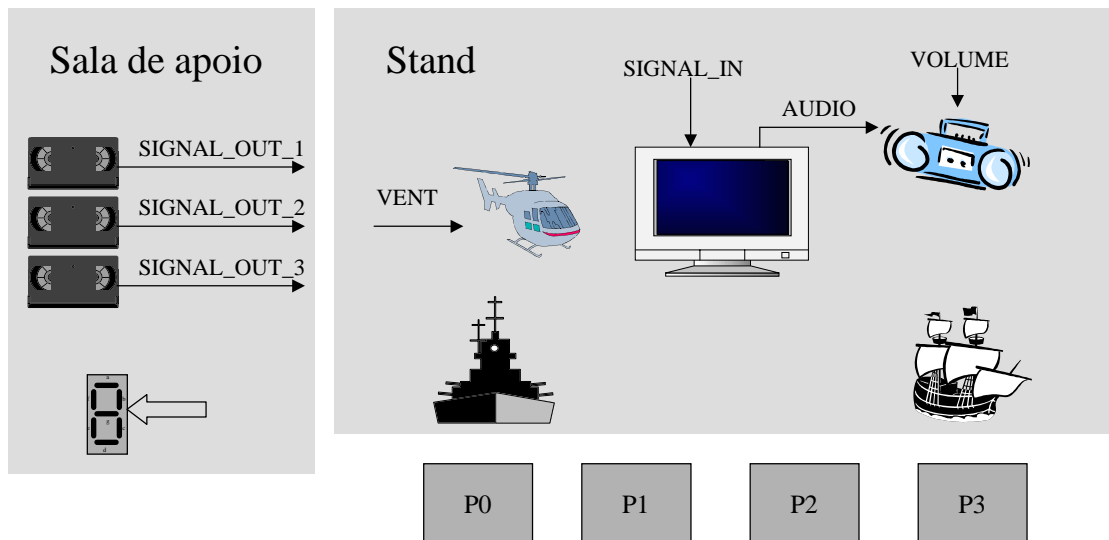 Sala de apoio
SIGNAL_OUT_1
SIGNAL_OUT_2
SIGNAL_OUT_3
a
d
Stand
SIGNAL_IN
VOLUME
AUDIO
VENT
P0
P1
P2
P3